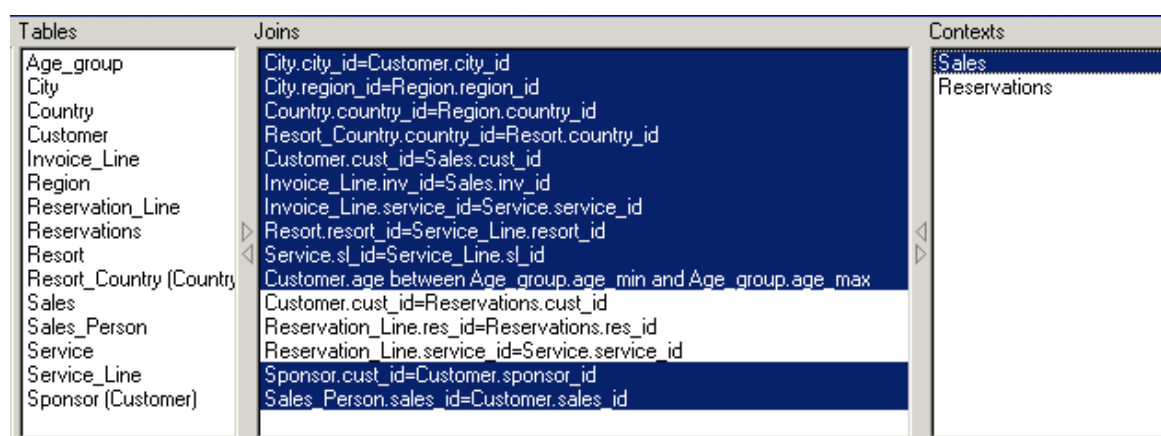 Tables
Age_group
City
Country
Customer
Invoice_Line
Region
Reservation_Line
Reservations
Resort
Resort_Country (Country
Sales
Sales_Person
Service
Service_Line
Sponsor (Customer)
Joins
City.city_id=Customer.city_id
City.region_id=Region.region_id
Country.country_id=Region.country_id
Resort_Country.country_id=Resort.country_id
Customer.cust_id=Sales.cust_id
Invoice_Line.inv_id=Sales.inv_id
Invoice_Line.service_id=Service.service_id
Resort.resort_id=Service_Line.resort_id
Service.sl_id=Service_Line.sl_id
Customer.age between Age_group.age_min and Age_group.age_max
Customer.cust_id=Reservations.cust_id
Reservation_Line.res_id=Reservations.res_id
Reservation_Line.service_id=Service.service_id
Sponsor.cust_id=Customer.sponsor_id
Sales_Person.sales_id=Customer.sales_id
Contexts
Sales
Reservations